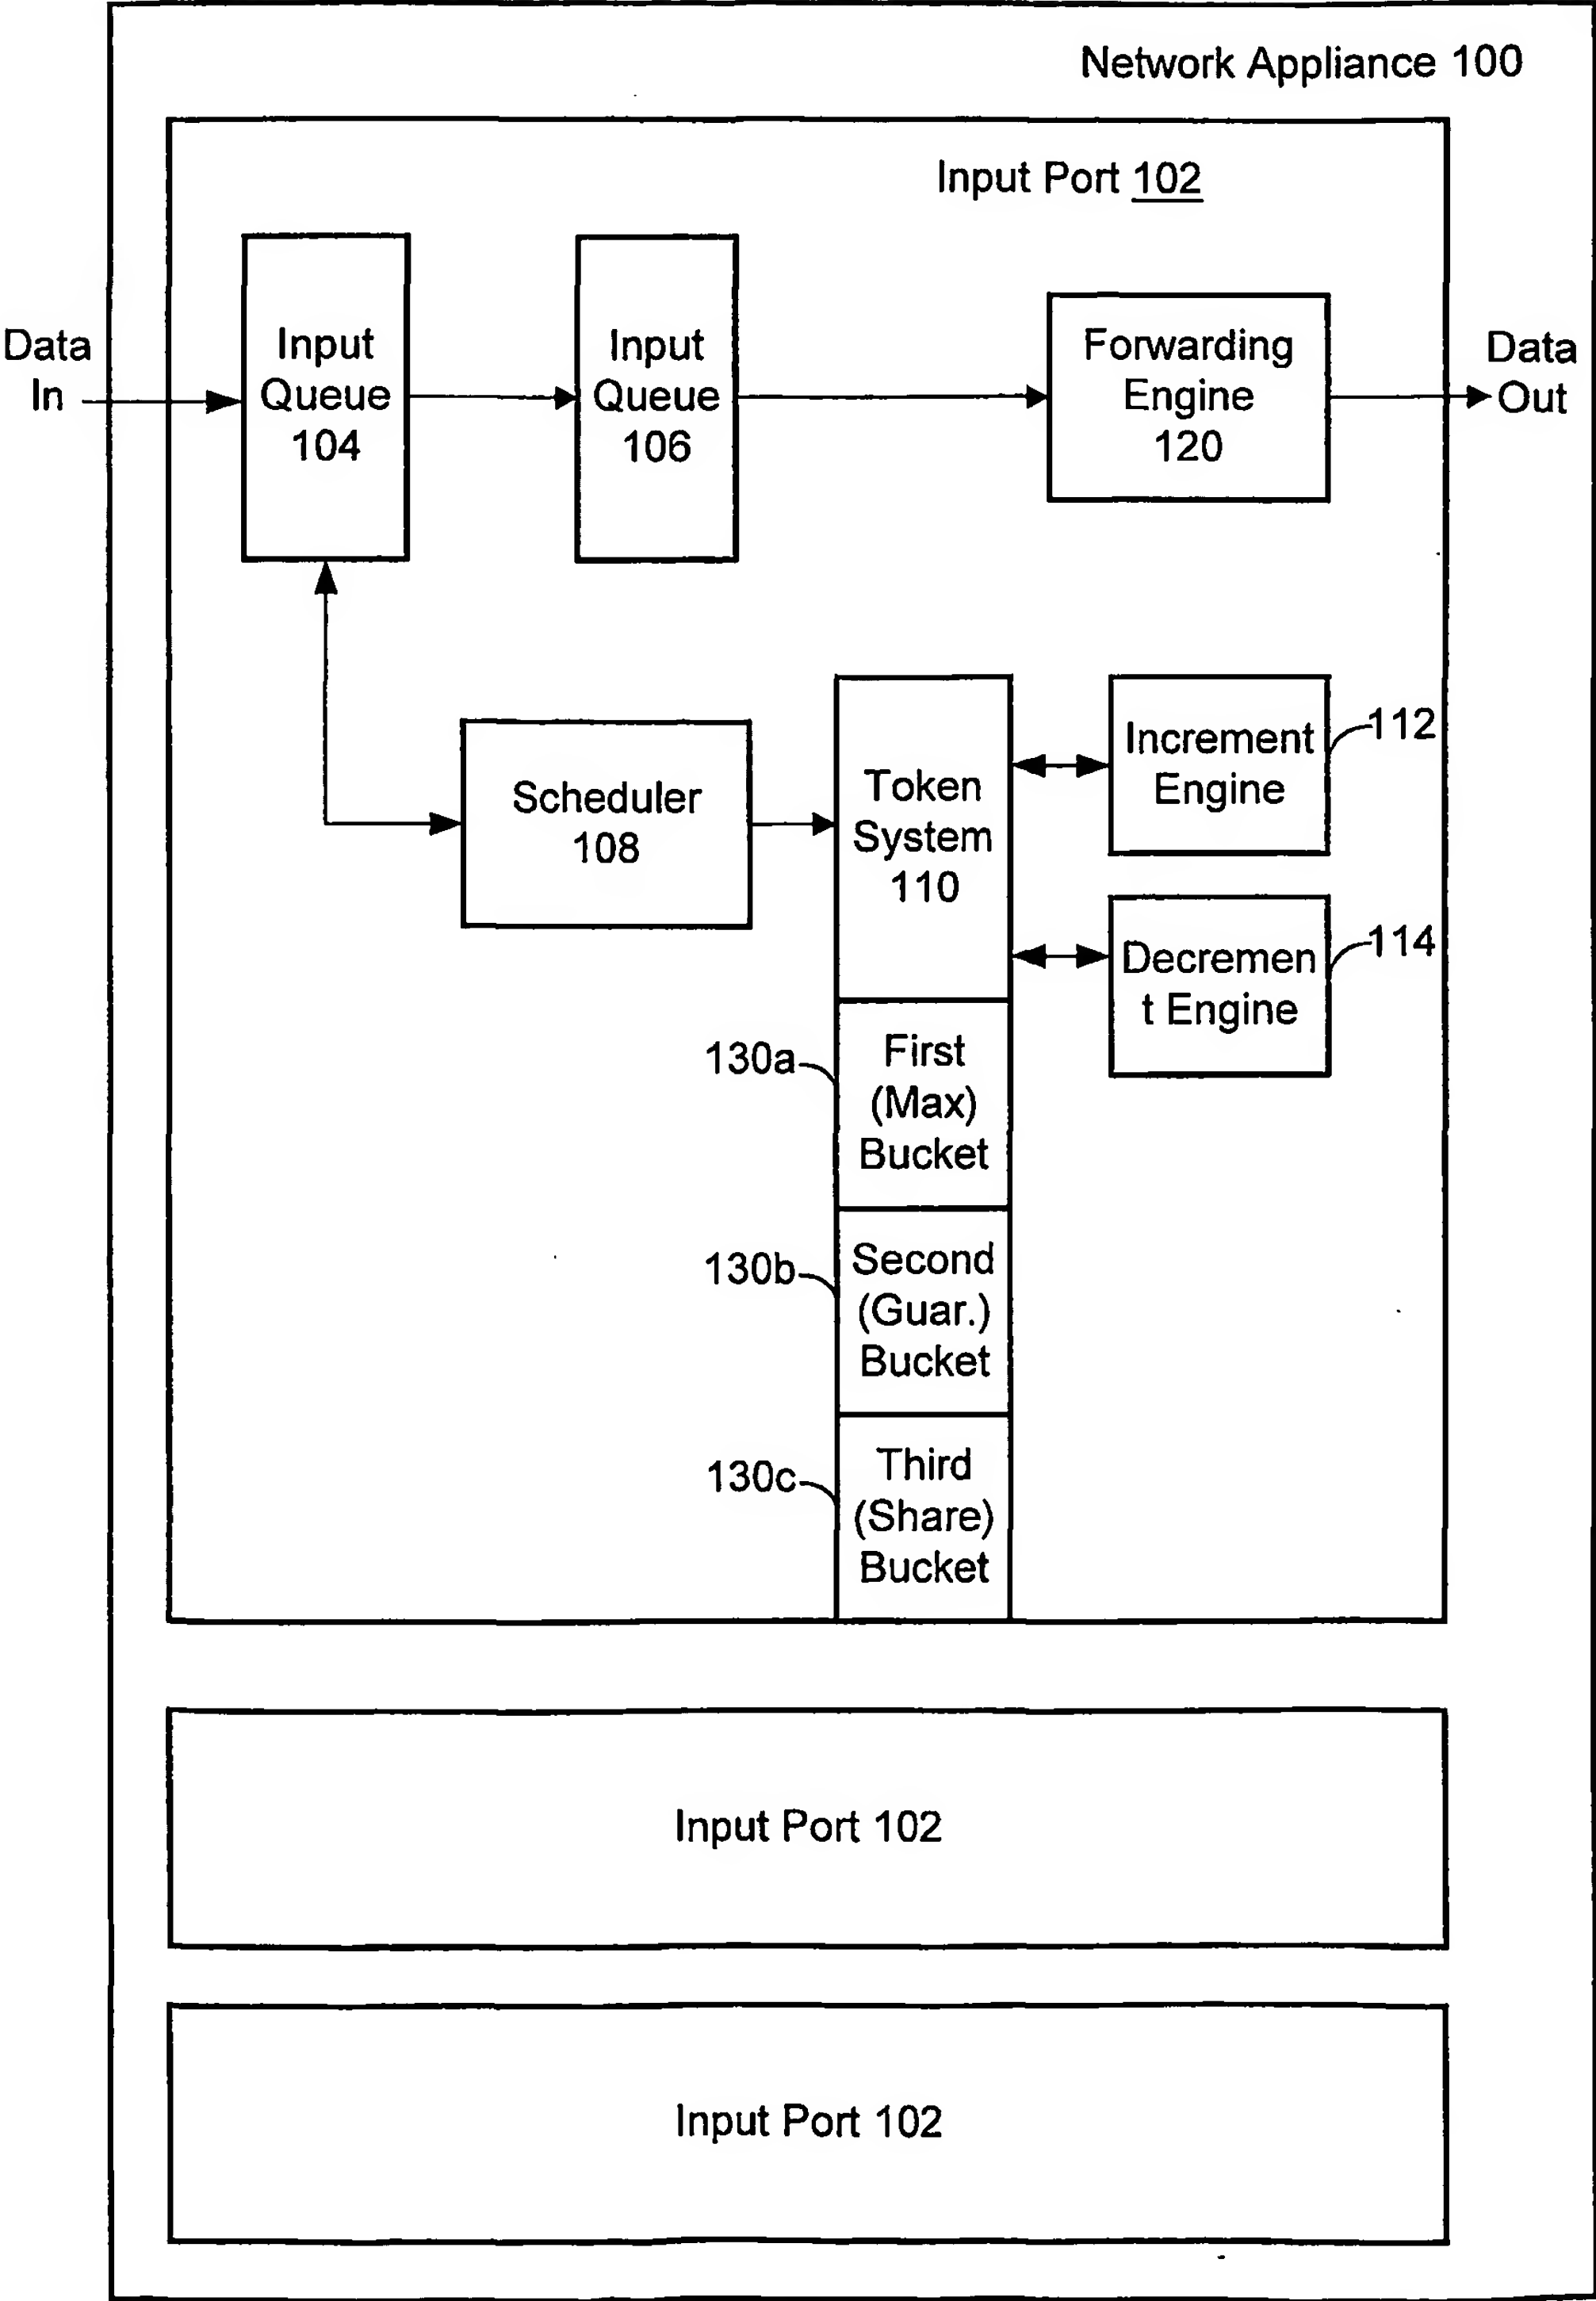 Network Appliance 100
Input Port 102
Data
In
Input
Queue
104
Input
Queue
106
Forwarding
Engine
120
Data
Out
Scheduler
108
Token
System
110
Increment
Engine
112
Decremen
t Engine
114
130a
First
(Max)
Bucket
130b
Second
(Guar.)
Bucket
130c
Third
(Share)
Bucket
Input Port 102
Input Port 102